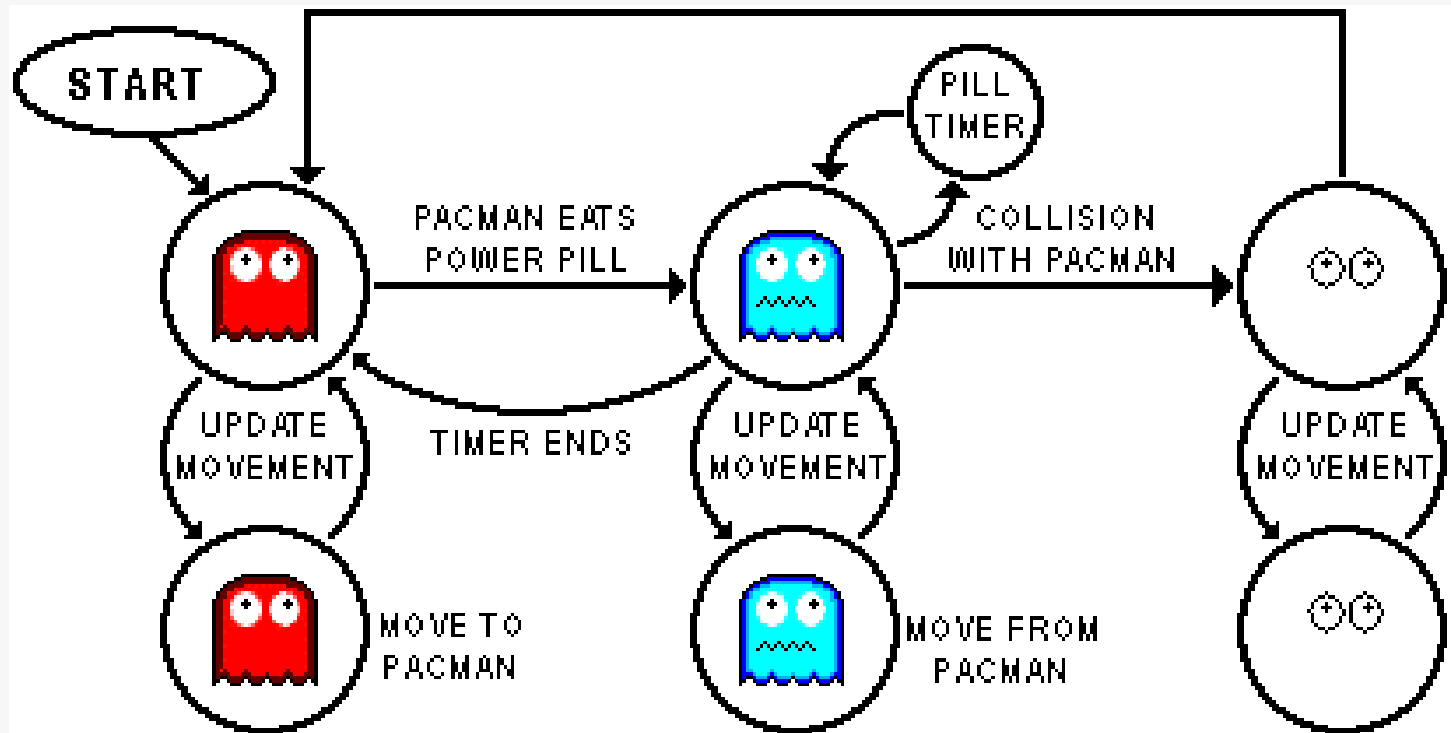 START
PILL
TIMER
PACMAN EATS
POWER PILL
COLLISION
WITH PACMAN
TIMER ENDS
UPDATE
MOVEMENT
UPDATE
MOVEMENT
UPDATE
MOVEMENT
MOVE TO
PACMAN
MOVE FROM
PACMAN